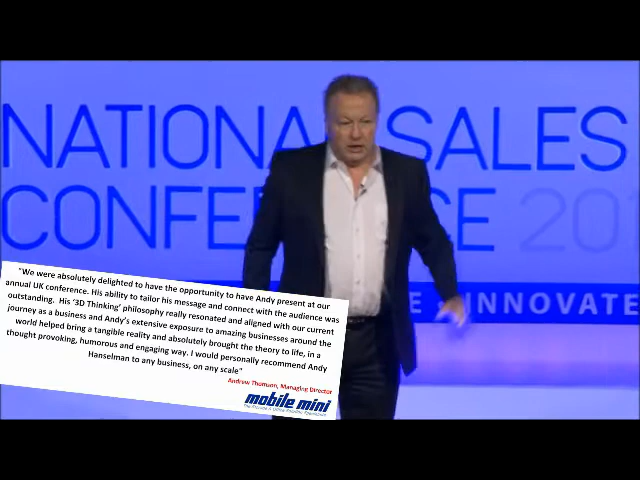 NATIONAL SALES
CONFERENCE 201
E - INNOVATE
"We were absolutely delighted to have the opportunity to have Andy present at our
annual UK conference. His ability to tailor his message and connect with the audience was
outstanding. His '3D Thinking' philosophy really resonated and aligned with our current
journey as a business and Andy's extensive exposure to amazing businesses around the
world helped bring a tangible reality and absolutely brought the theory to life, in a
thought provoking, humorous and engaging way. I would personally recommend Andy
Hanselman to any business, on any scale"
Andrew Thomson, Managing Director
mobile mini